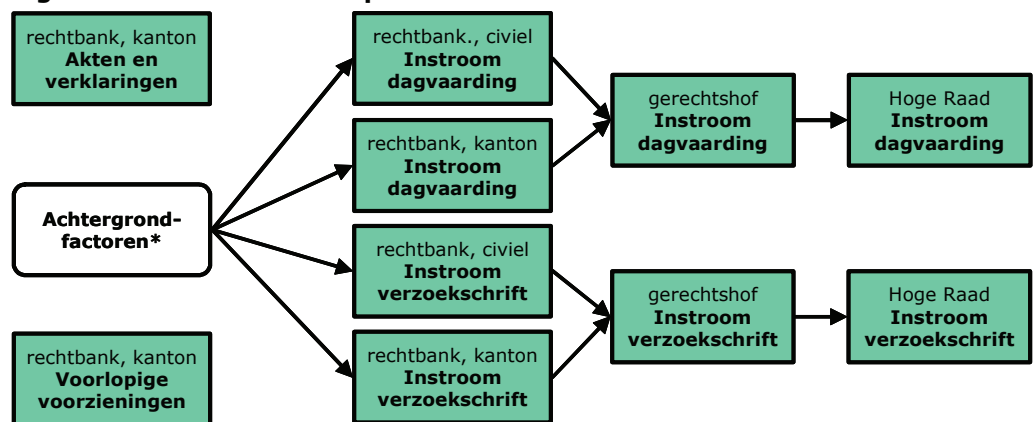 rechtbank, kanton
Akten en
verklaringen
Achtergrond-
factoren*
rechtbank, kanton
Voorlopige
voorzieningen
rechtbank., civiel
Instroom
dagvaarding
rechtbank, kanton
Instroom
dagvaarding
rechtbank, civiel
Instroom
verzoekschrift
rechtbank, kanton
Instroom
verzoekschrift
gerechtshof
Instroom
dagvaarding
gerechtshof
Instroom
verzoekschrift
Hoge Raad
Instroom
dagvaarding
Hoge Raad
Instroom
verzoekschrift